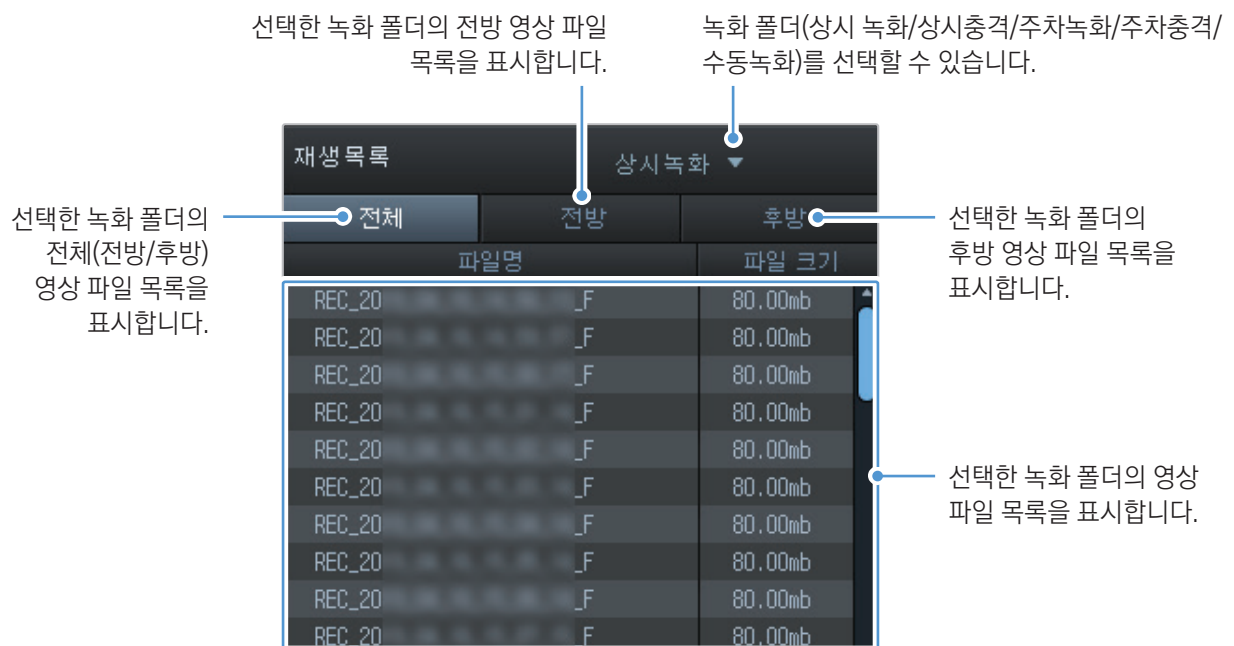 선택한 녹화 폴더의 전방 영상 파일
목록을 표시합니다.
녹화 폴더(상시 녹화/상시충격/주차녹화/주차충격/
수동녹화)를 선택할 수 있습니다.
재생목록 상시녹화 ▼
전체 전방 후방
파일명 파일 크기
선택한 녹화 폴더의
전체(전방/후방)
영상 파일 목록을
표시합니다.
선택한 녹화 폴더의
후방 영상 파일 목록을
표시합니다.
REC_20 _F 80.00mb
REC_20 _F 80.00mb
REC_20 _F 80.00mb
REC_20 _F 80.00mb
REC_20 _F 80.00mb
REC_20 _F 80.00mb
REC_20 _F 80.00mb
REC_20 _F 80.00mb
REC_20 _F 80.00mb
REC_20 _F 80.00mb
선택한 녹화 폴더의 영상
파일 목록을 표시합니다.